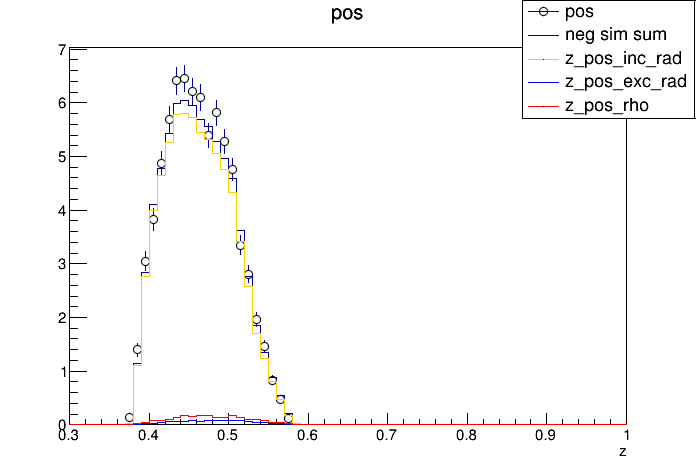 pos
pos
neg sim sum
z_pos_inc_rad
z_pos_exc_rad
z_pos_rho
7
6
5
4
3
2
1
0
0.3 0.4 0.5 0.6 0.7 0.8 0.9 1
z